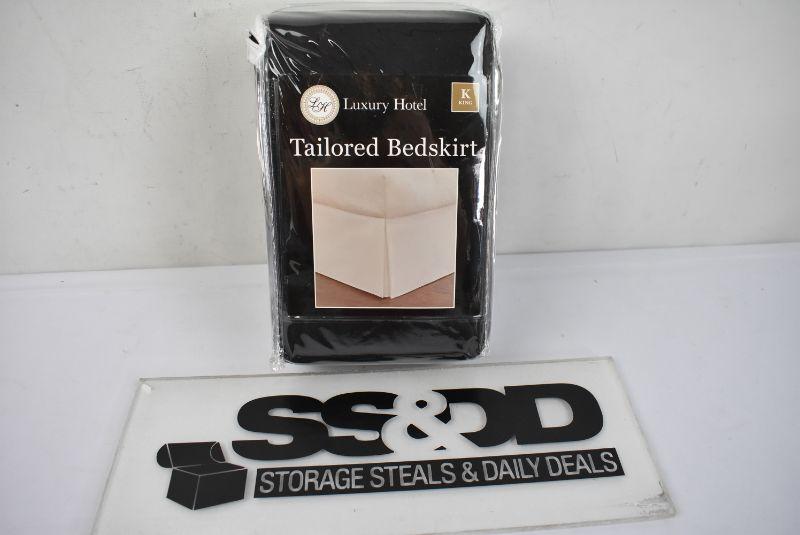 LH Luxury Hotel
K
KING
Tailored Bedskirt
SS&DD
STORAGE STEALS & DAILY DEALS